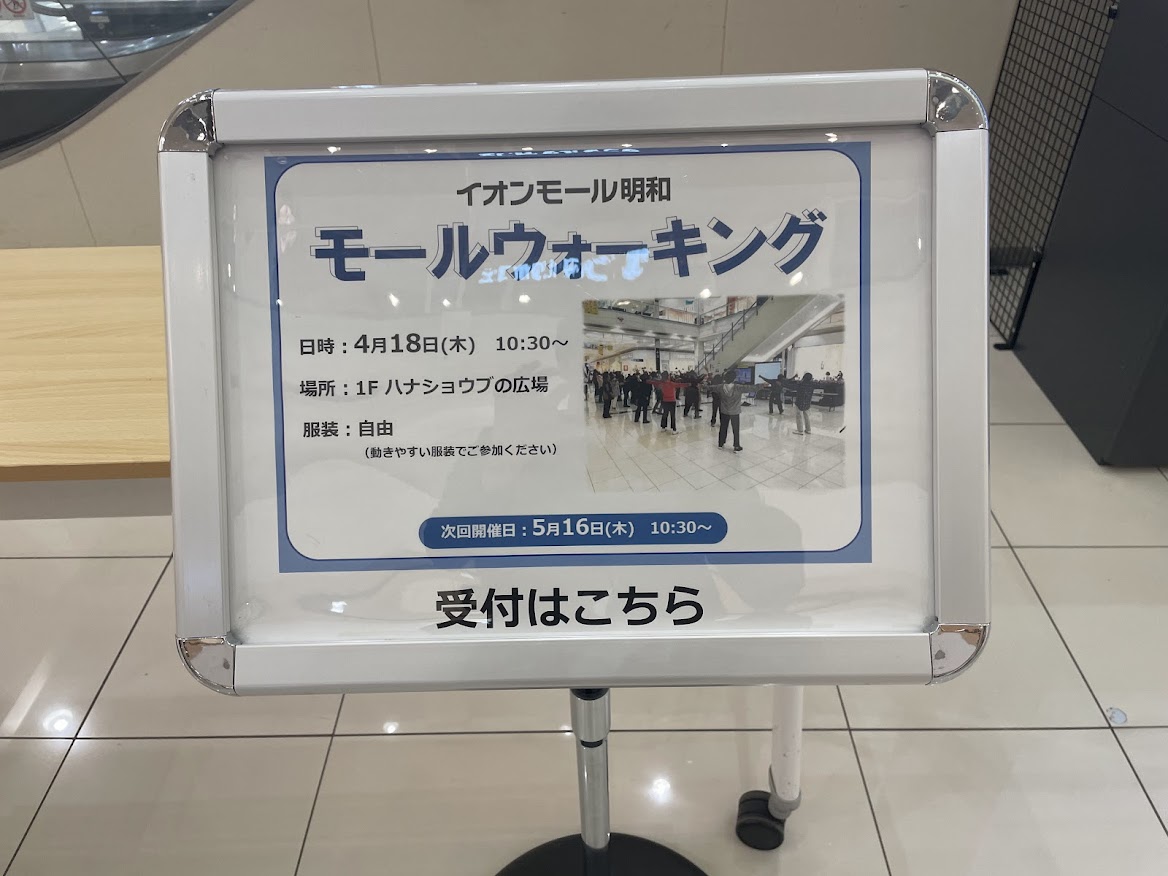 イオンモール明和
モールウォーキング
日時：4月18日(木)　10:30～
場所：1F ハナショウブの広場
服装：自由
（動きやすい服装でご参加ください）
次回開催日：5月16日(木)　10:30～
受付はこちら